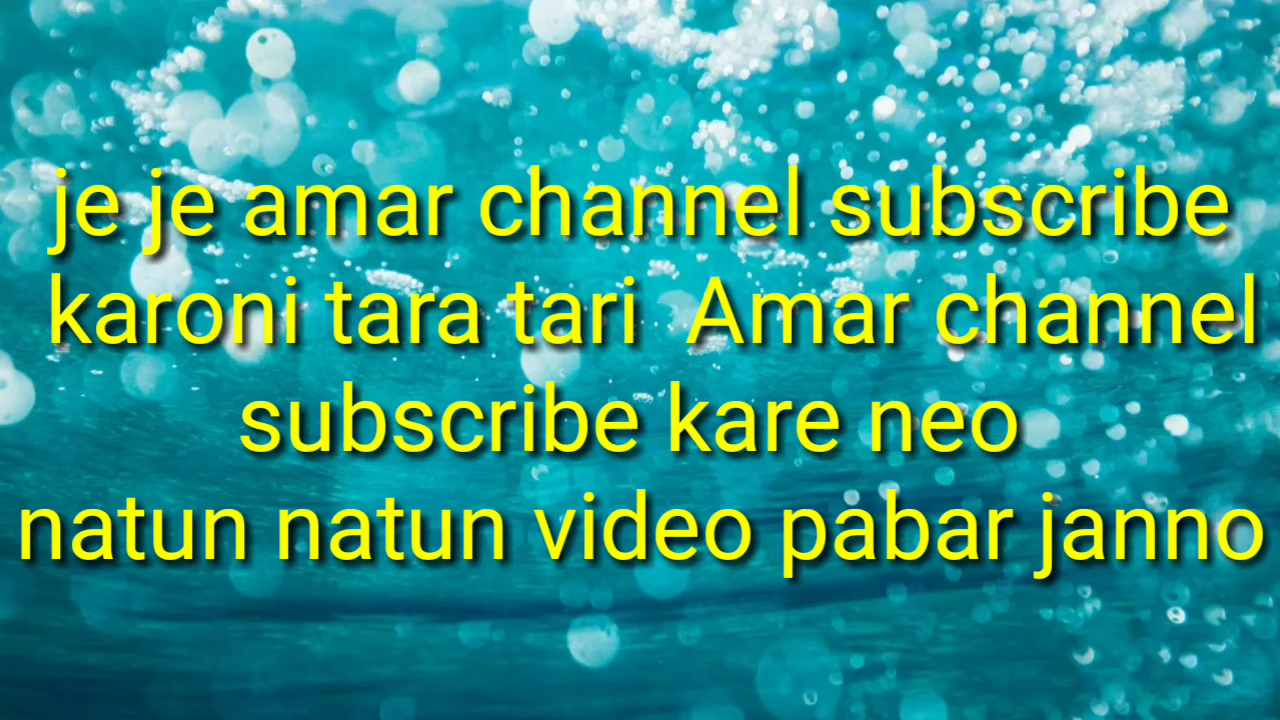 je je amar channel subscribe
karoni tara tari Amar channel
subscribe kare neo
natun natun video pabar janno